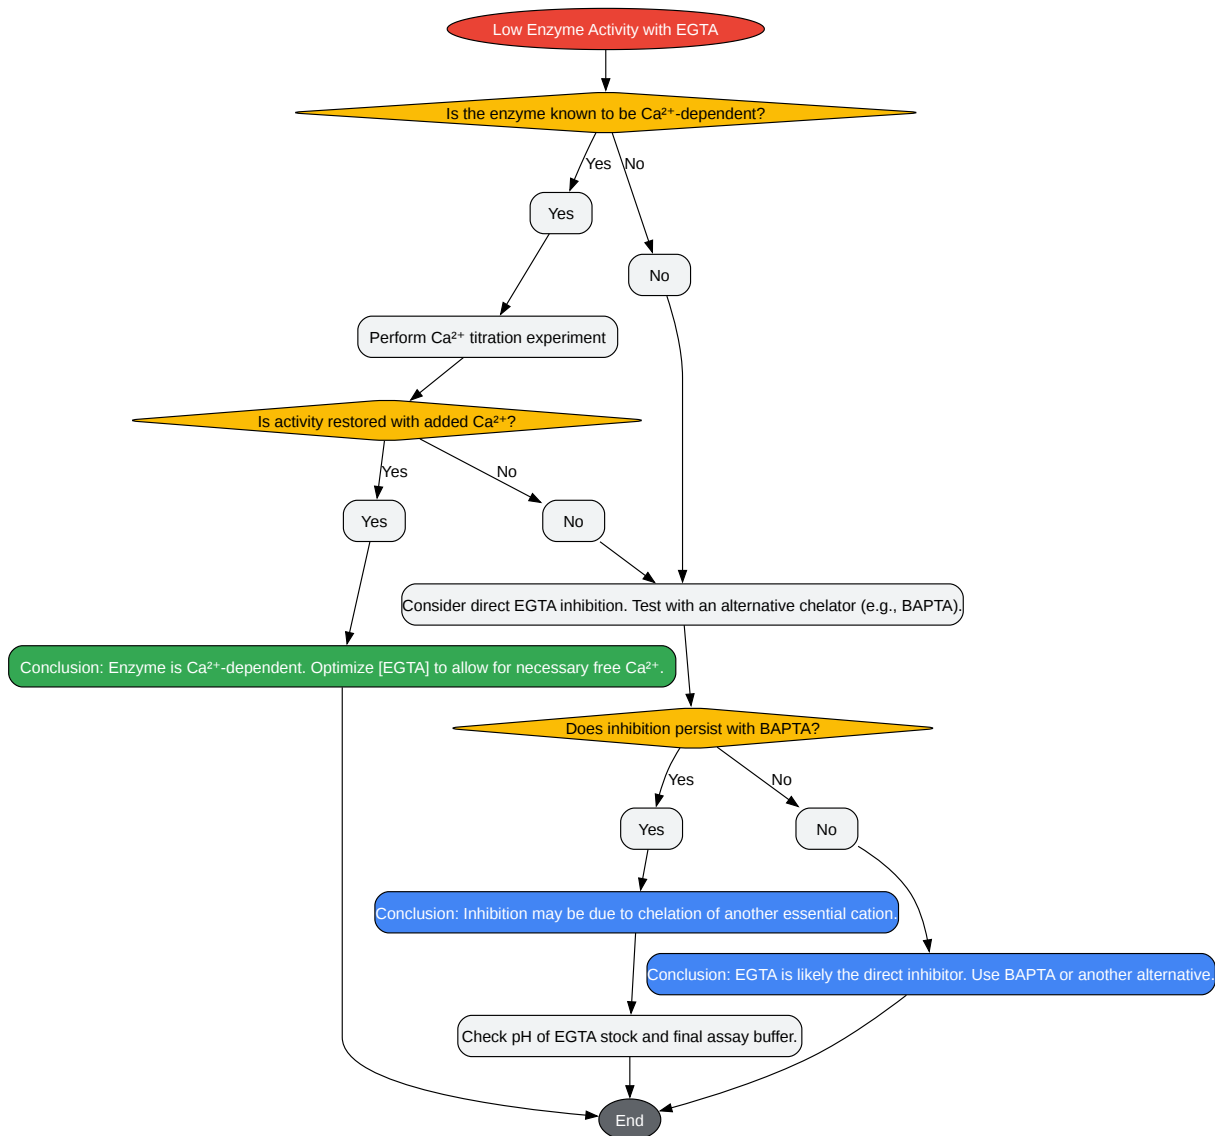 Low Enzyme Activity with EGTA
Is the enzyme known to be Ca²⁺-dependent?
Yes
No
Yes
No
Perform Ca²⁺ titration experiment
Is activity restored with added Ca²⁺?
Yes
No
Yes
No
Consider direct EGTA inhibition. Test with an alternative chelator (e.g., BAPTA).
Conclusion: Enzyme is Ca²⁺-dependent. Optimize [EGTA] to allow for necessary free Ca²⁺.
Does inhibition persist with BAPTA?
Yes
No
Yes
No
Conclusion: Inhibition may be due to chelation of another essential cation.
Conclusion: EGTA is likely the direct inhibitor. Use BAPTA or another alternative.
Check pH of EGTA stock and final assay buffer.
End